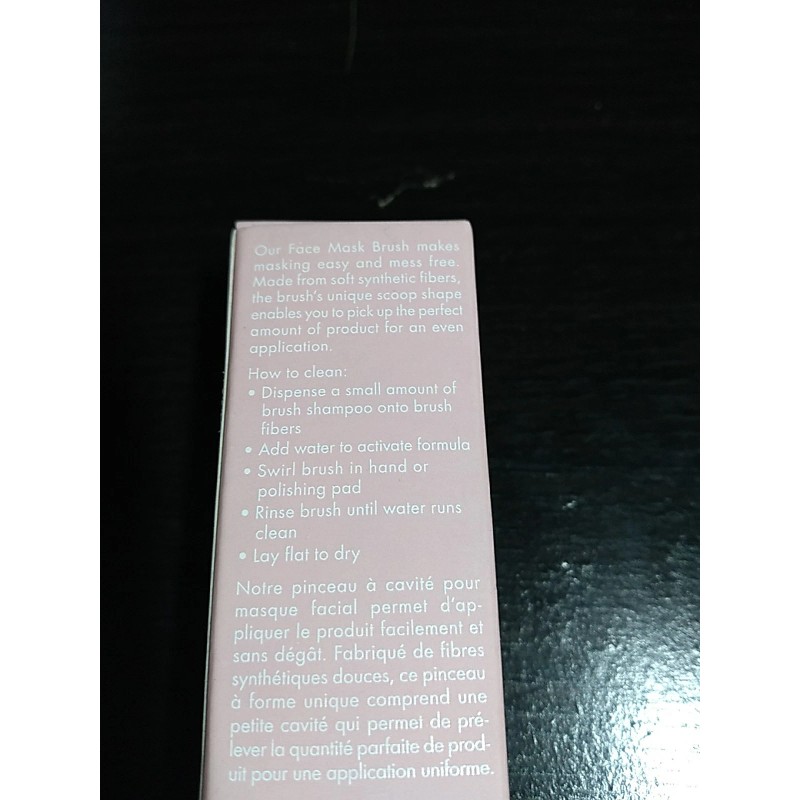 Our Face Mask Brush makes
masking easy and mess free.
Made from soft synthetic fibers,
the brush's unique scoop shape
enables you to pick up the perfect
amount of product for an even
application.
How to clean:
• Dispense a small amount of
brush shampoo onto brush
fibers
• Add water to activate formula
• Swirl brush in hand or
polishing pad
• Rinse brush until water runs
clean
• Lay flat to dry
Notre pinceau à cavité pour
masque facial permet d'ap-
pliquer le produit facilement et
sans dégât. Fabriqué de fibres
synthétiques douces, ce pinceau
à forme unique comprend une
petite cavité qui permet de pré-
lever la quantité parfaite de prod-
uit pour une application uniforme.